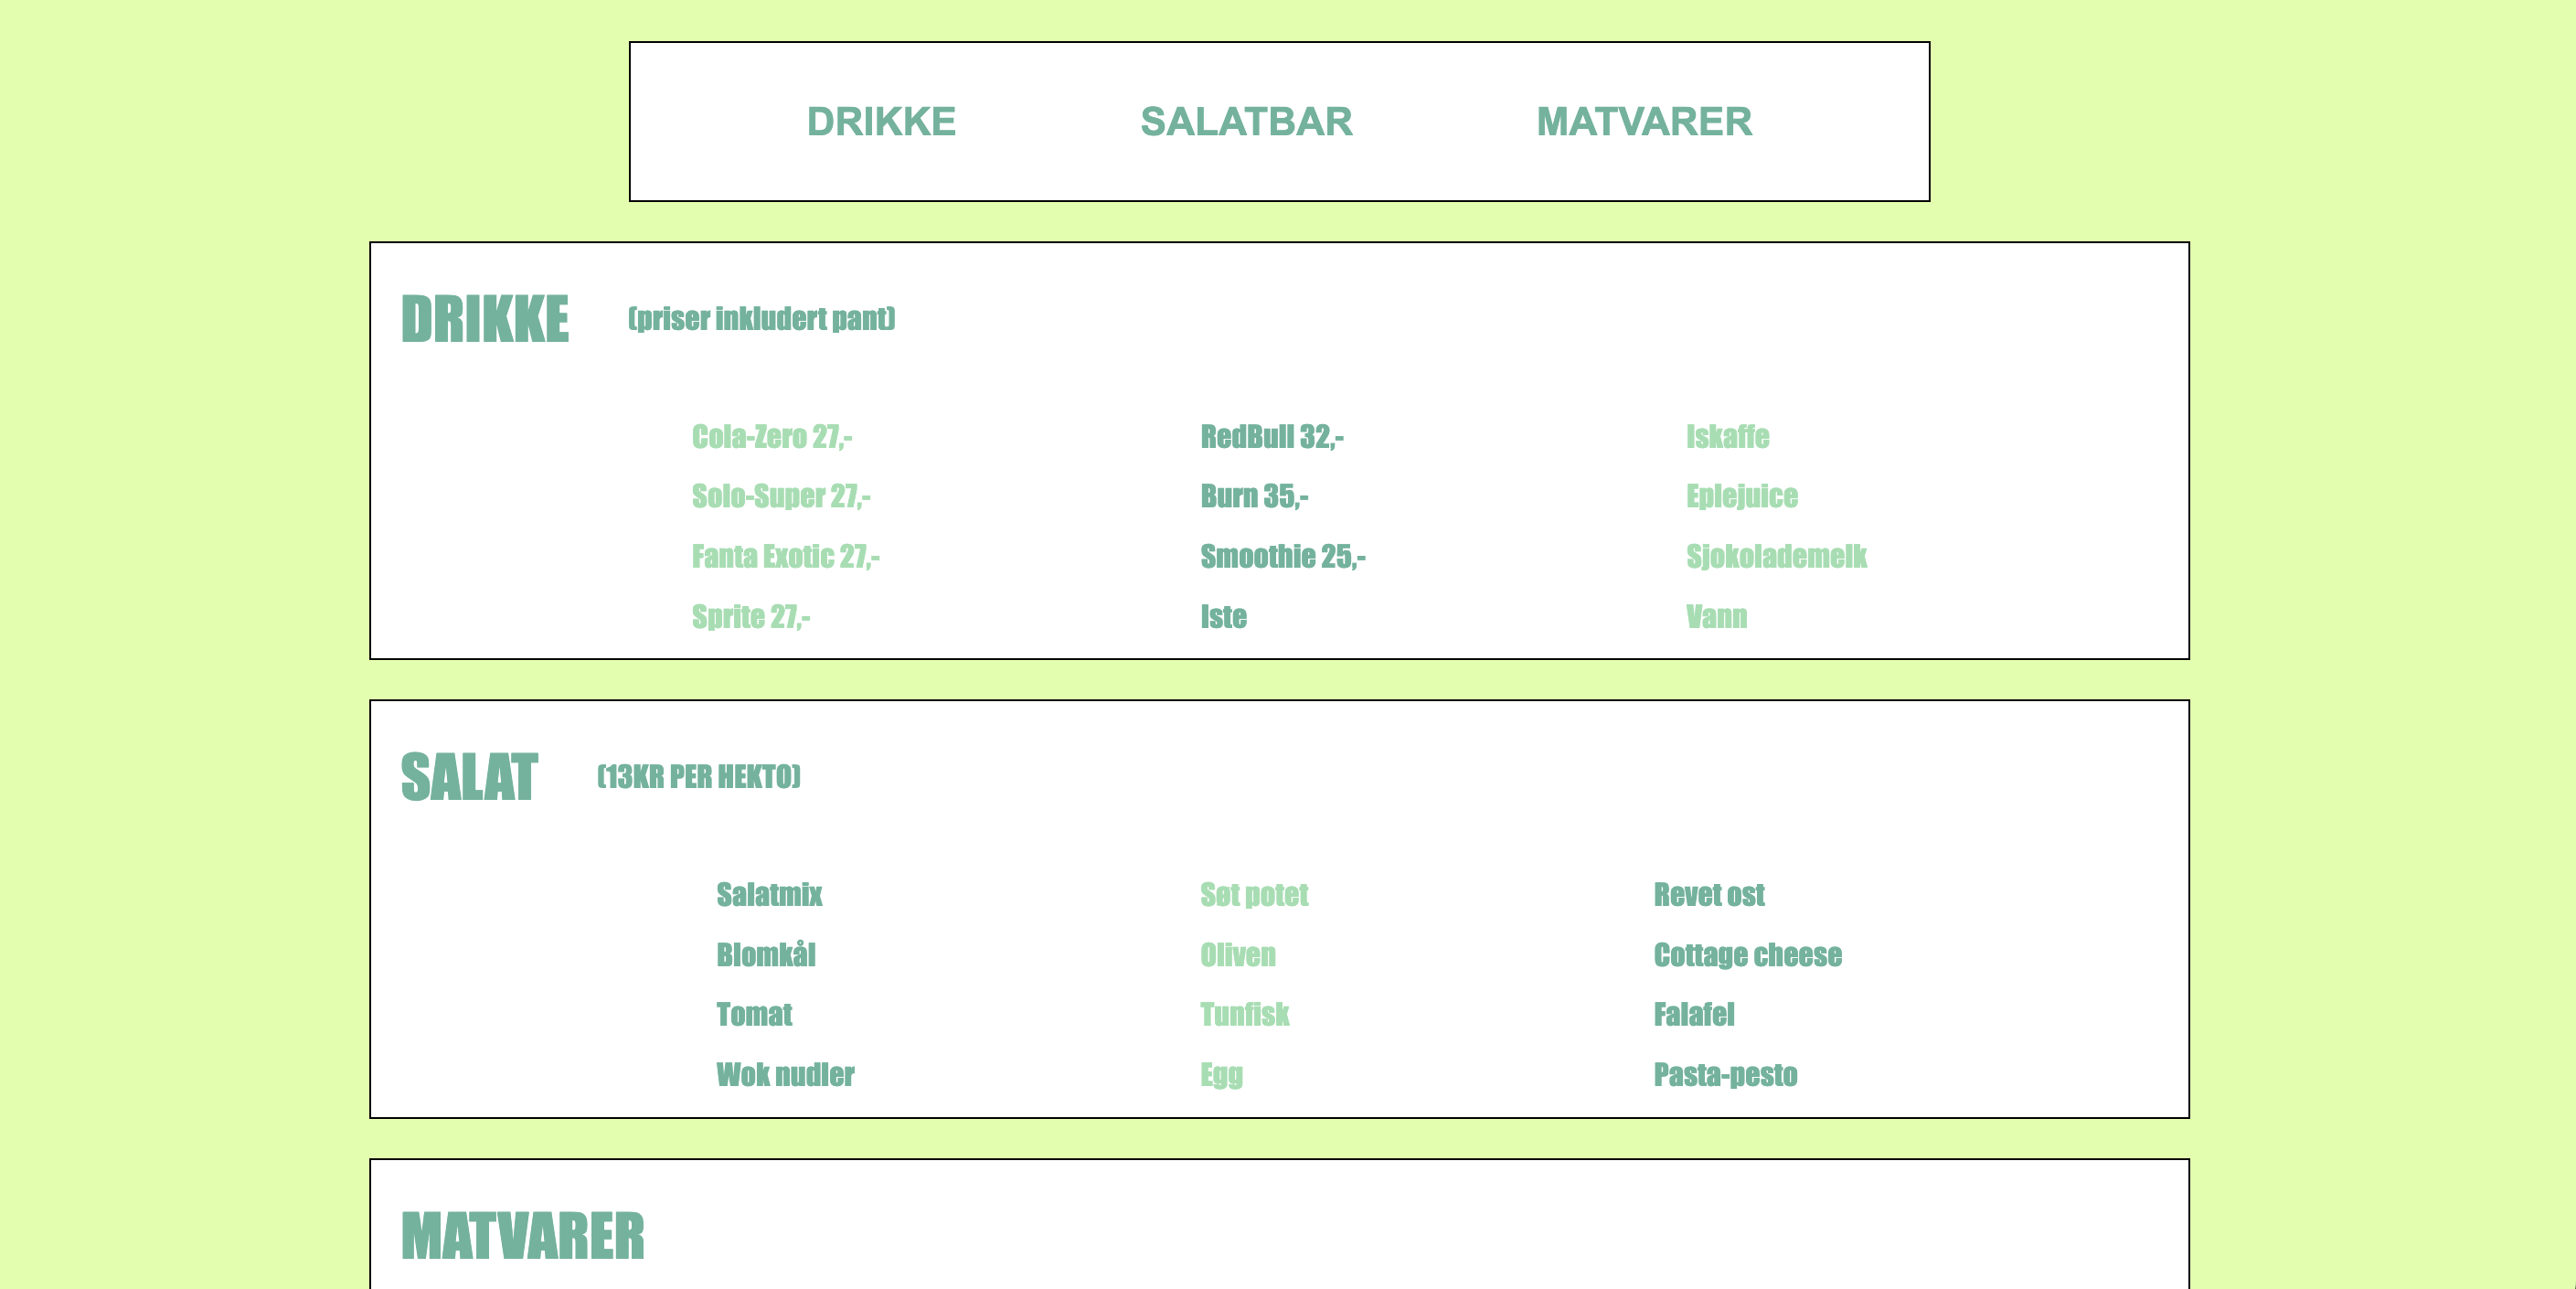 DRIKKE SALATBAR MATVARER
DRIKKE (priser inkludert pant)
Cola-Zero 27,- RedBull 32,- Iskaffe
Solo-Super 27,- Burn 35,- Eplejuice
Fanta Exotic 27,- Smoothie 25,- Sjokolademelk
Sprite 27,- Iste Vann
SALAT (13KR PER HEKTO)
Salatmix Søt potet Revet ost
Blomkål Oliven Cottage cheese
Tomat Tunfisk Falafel
Wok nudler Egg Pasta-pesto
MATVARER